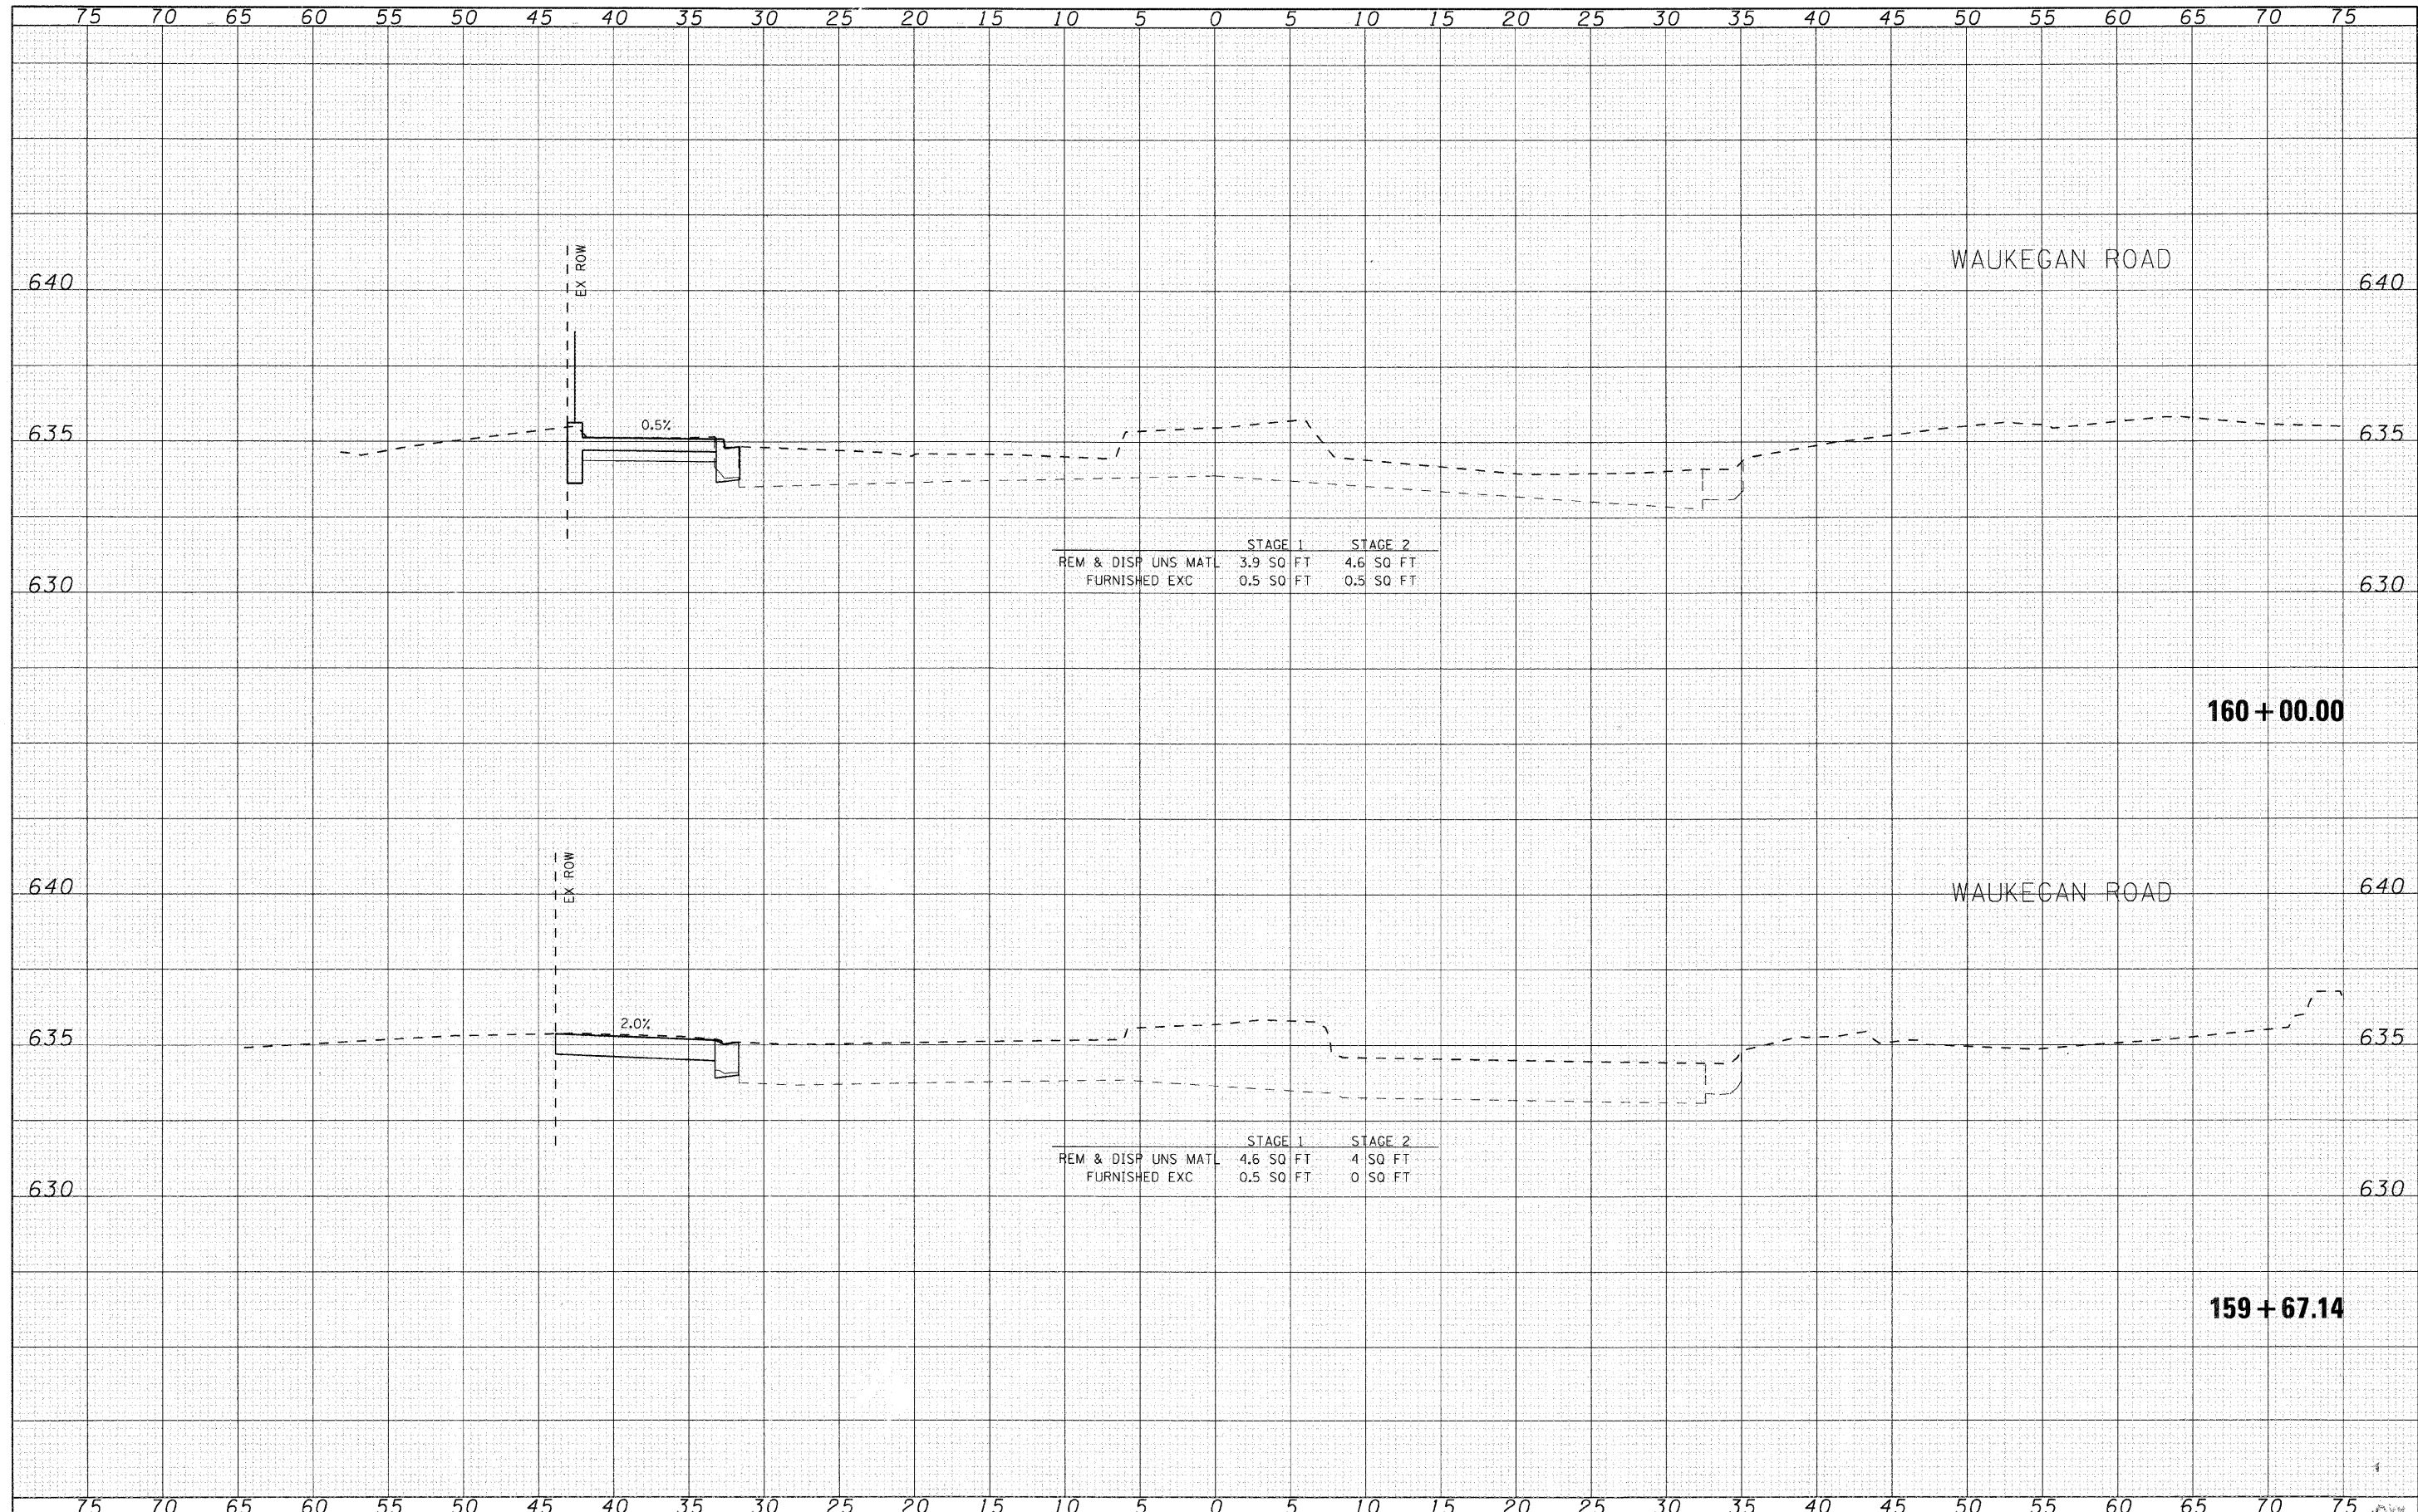 75 70 65 60 55 50 45 40 35 30 25 20 15 10 5 0 5 10 15 20 25 30 35 40 45 50 55 60 65 70 75
EX ROW
WAUKEGAN ROAD
640 640
0.5%
635 635
STAGE 1 STAGE 2
REM & DISP UNS MATL 3.9 SQ FT 4.6 SQ FT
FURNISHED EXC 0.5 SQ FT 0.5 SQ FT
630 630
160 + 00.00
EX ROW
WAUKEGAN ROAD
640 640
2.0%
635 635
STAGE 1 STAGE 2
REM & DISP UNS MATL 4.6 SQ FT 4 SQ FT
FURNISHED EXC 0.5 SQ FT 0 SQ FT
630 630
159 + 67.14
75 70 65 60 55 50 45 40 35 30 25 20 15 10 5 0 5 10 15 20 25 30 35 40 45 50 55 60 65 70 75